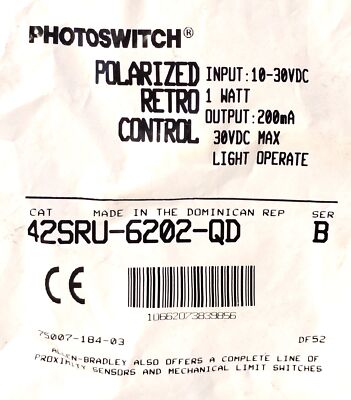 PHOTOSWITCH®
POLARIZED INPUT: 10-30VDC
RETRO 1 WATT
CONTROL OUTPUT: 200mA
30VDC MAX
LIGHT OPERATE
CAT MADE IN THE DOMINICAN REP SER
42SRU-6202-QD B
CE
10662073839856
75007-184-03 DF52
ALLEN-BRADLEY ALSO OFFERS A COMPLETE LINE OF
PROXIMITY SENSORS AND MECHANICAL LIMIT SWITCHES